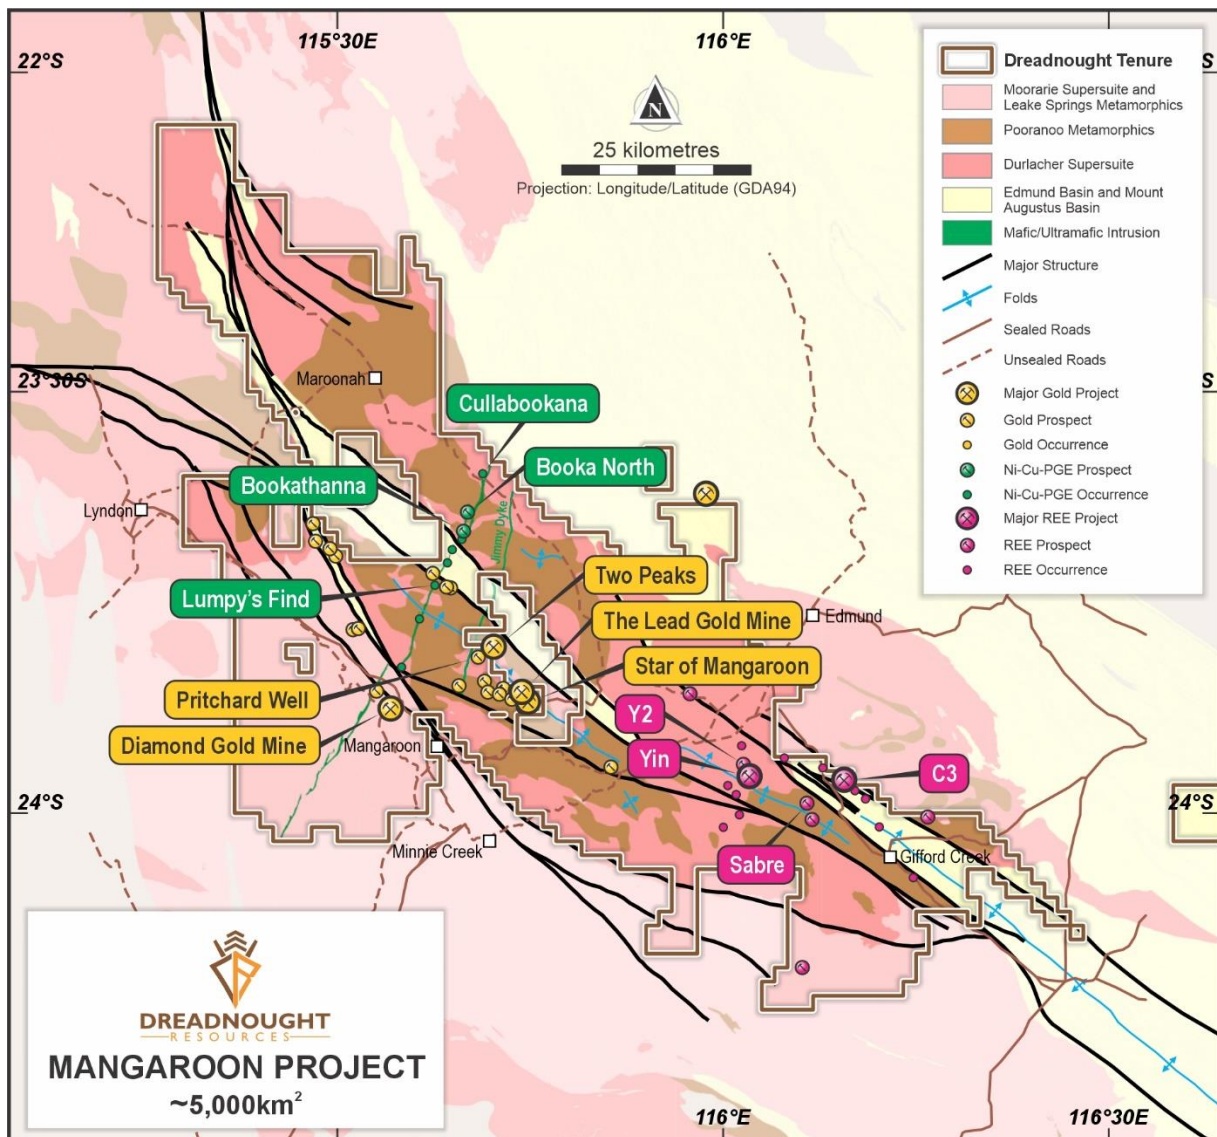 115°30'E
116°E
22°S
Dreadnought Tenure
Moorarie Supersuite and
Leake Springs Metamorphics
Pooranoo Metamorphics
Durlacher Supersuite
Edmund Basin and Mount
Augustus Basin
Mafic/Ultramafic Intrusion
Major Structure
Folds
Sealed Roads
Unsealed Roads
Major Gold Project
Gold Prospect
Gold Occurrence
Ni-Cu-PGE Prospect
Ni-Cu-PGE Occurrence
Major REE Project
REE Prospect
REE Occurrence
N
25 kilometres
Projection: Longitude/Latitude (GDA94)
23°30'S
Maroonah
Cullabookana
Booka North
Bookathanna
Lyndon
Jimmy Dyke
Two Peaks
Lumpy's Find
The Lead Gold Mine
Edmund
Star of Mangaroon
Pritchard Well
Y2
Diamond Gold Mine
Mangaroon
Yin
C3
24°S
24°S
Minnie Creek
Gifford Creek
Sabre
DREADNOUGHT
RESOURCES
MANGAROON PROJECT
~5,000km²
116°E
116°30'E